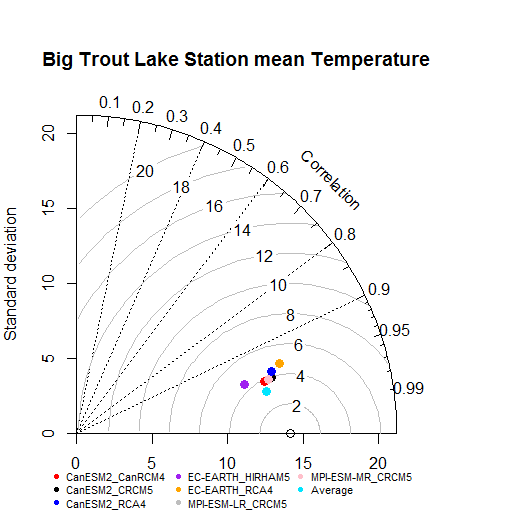 Big Trout Lake Station mean Temperature
0.1 0.2 0.3 0.4 0.5 0.6 0.7 0.8 0.9 0.95 0.99
Correlation
Standard deviation
20 15 10 5 0
20 18 16 14 12 10 8 6 4 2
0 5 10 15 20
CanESM2_CanRCM4 EC-EARTH_HIRHAM5 MPI-ESM-MR_CRCM5
CanESM2_CRCM5 EC-EARTH_RCA4 Average
CanESM2_RCA4 MPI-ESM-LR_CRCM5